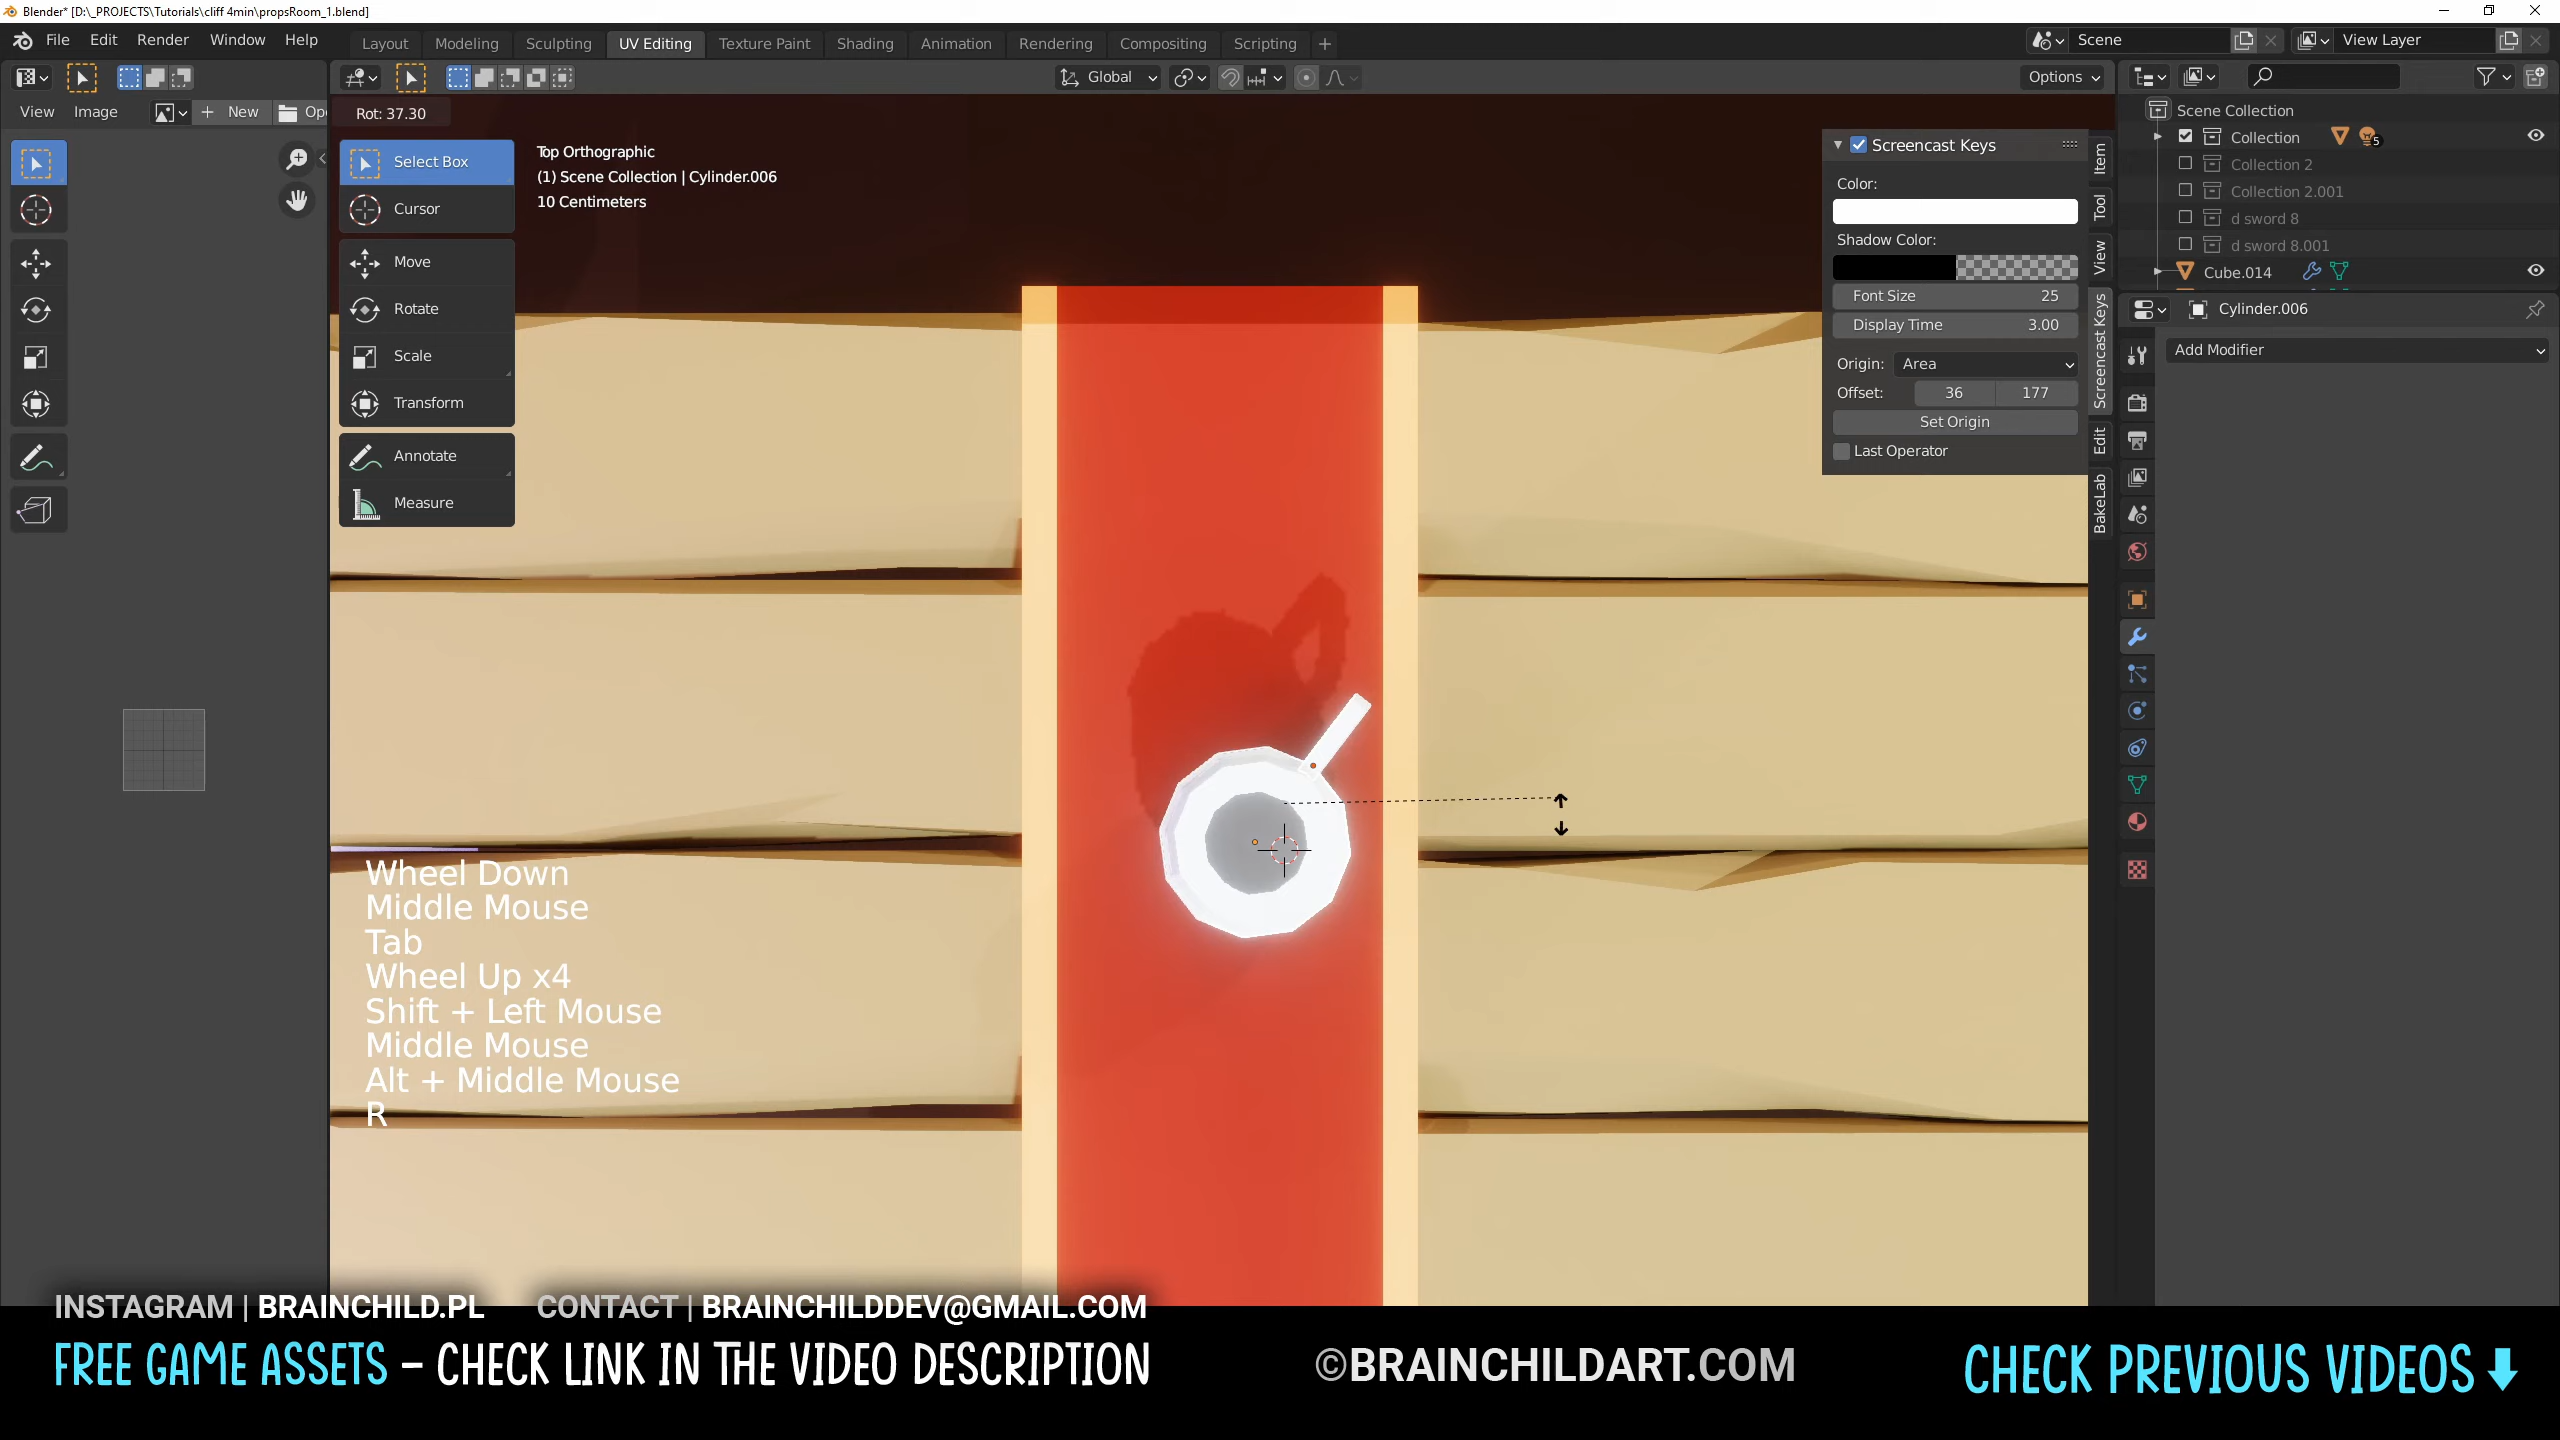 Blender* [D:\_PROJECTS\Tutorials\cliff 4min\propsRoom_1.blend]
File Edit Render Window Help
Layout Modeling Sculpting UV Editing Texture Paint Shading Animation Rendering Compositing Scripting +
Scene
View Layer
Global
Options
View Image + New Op
Rot: 37.30
Select Box
Cursor
Move
Rotate
Scale
Transform
Annotate
Measure
Top Orthographic
(1) Scene Collection | Cylinder.006
10 Centimeters
Screencast Keys
Color:
Shadow Color:
Font Size 25
Display Time 3.00
Origin: Area
Offset: 36 177
Set Origin
Last Operator
Item
Tool
View
Screencast Keys
Edit
BakeLab
Scene Collection
Collection 5
Collection 2
Collection 2.001
d sword 8
d sword 8.001
Cube.014
Cylinder.006
Add Modifier
Wheel Down
Middle Mouse
Tab
Wheel Up x4
Shift + Left Mouse
Middle Mouse
Alt + Middle Mouse
R
INSTAGRAM | BRAINCHILD.PL CONTACT | BRAINCHILDDEV@GMAIL.COM
FREE GAME ASSETS – CHECK LINK IN THE VIDEO DESCRIPTION
©BRAINCHILDART.COM
CHECK PREVIOUS VIDEOS